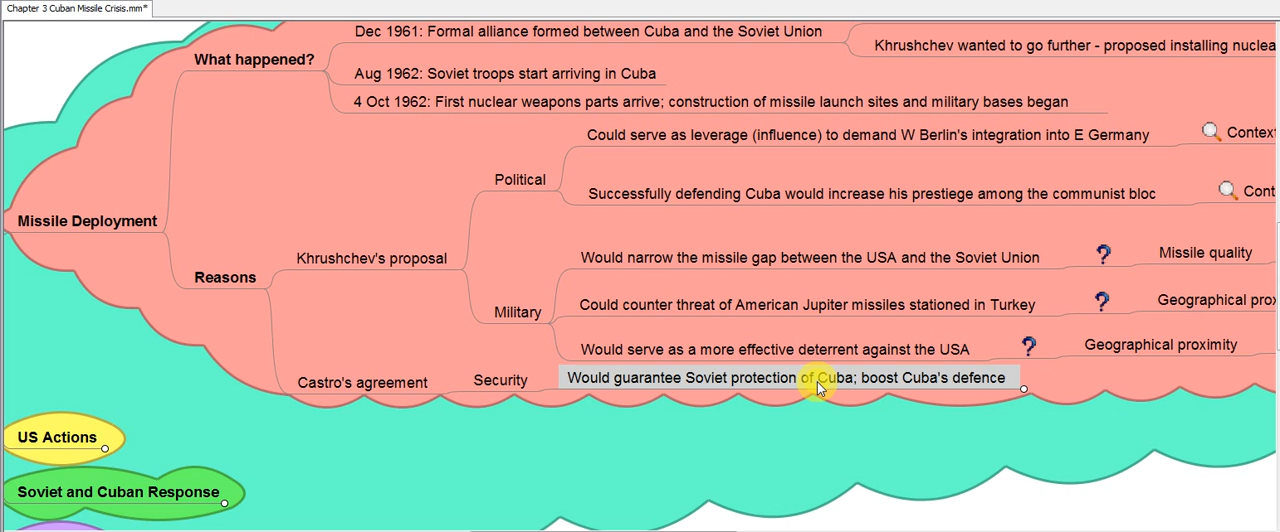 Chapter 3 Cuban Missile Crisis.mm*
Dec 1961: Formal alliance formed between Cuba and the Soviet Union
Khrushchev wanted to go further - proposed installing nuclea
What happened?
Aug 1962: Soviet troops start arriving in Cuba
4 Oct 1962: First nuclear weapons parts arrive; construction of missile launch sites and military bases began
Could serve as leverage (influence) to demand W Berlin's integration into E Germany
Context
Political
Successfully defending Cuba would increase his prestiege among the communist bloc
Cont
Missile Deployment
Reasons
Khrushchev's proposal
Would narrow the missile gap between the USA and the Soviet Union
Missile quality
Military
Could counter threat of American Jupiter missiles stationed in Turkey
Geographical prox
Would serve as a more effective deterrent against the USA
Geographical proximity
Castro's agreement
Security
Would guarantee Soviet protection of Cuba; boost Cuba's defence
US Actions
Soviet and Cuban Response